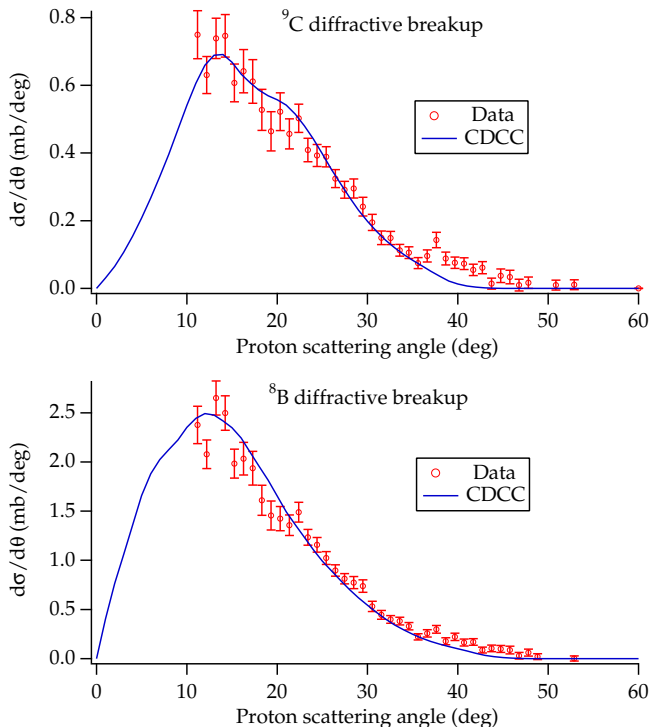 ⁹C diffractive breakup
dσ/dθ (mb/deg)
0.8
0.6
0.4
0.2
0.0
Data
CDCC
0 10 20 30 40 50 60
Proton scattering angle (deg)
⁸B diffractive breakup
dσ/dθ (mb/deg)
2.5
2.0
1.5
1.0
0.5
0.0
Data
CDCC
0 10 20 30 40 50 60
Proton scattering angle (deg)